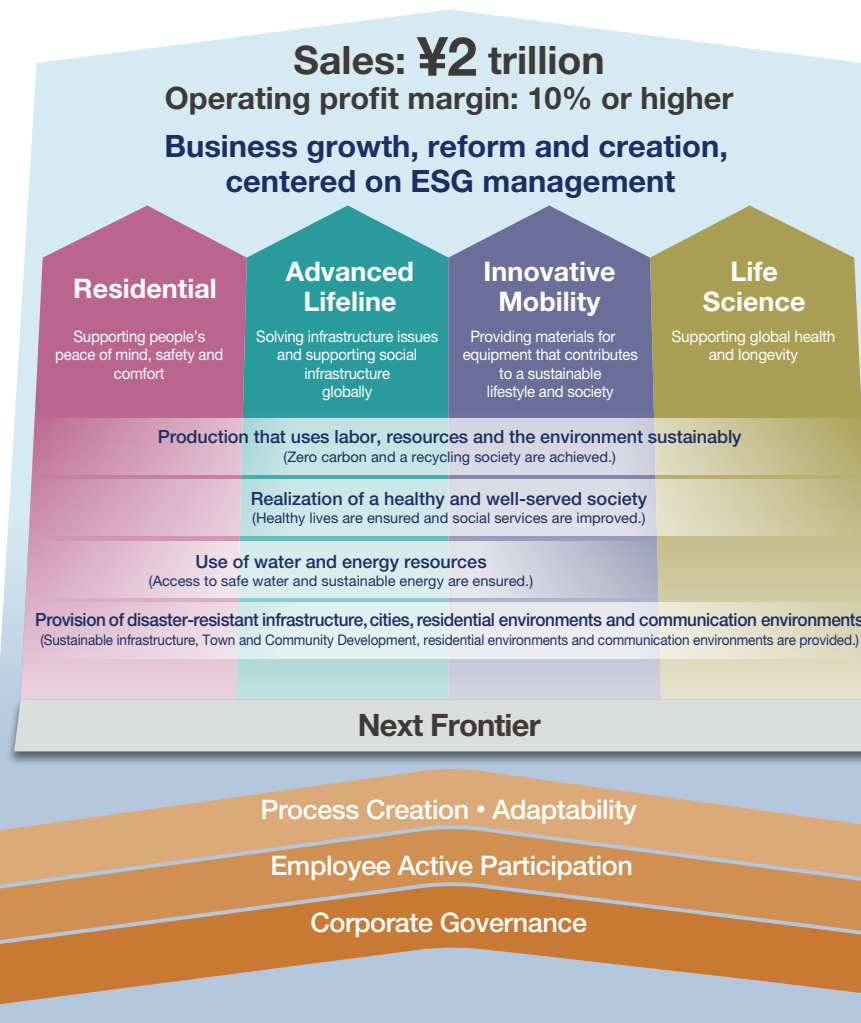 Sales: ¥2 trillion
Operating profit margin: 10% or higher
Business growth, reform and creation,
centered on ESG management
Residential
Supporting people's
peace of mind, safety and
comfort
Advanced
Lifeline
Solving infrastructure issues
and supporting social
infrastructure
globally
Innovative
Mobility
Providing materials for
equipment that contributes
to a sustainable
lifestyle and society
Life
Science
Supporting global health
and longevity
Production that uses labor, resources and the environment sustainably
(Zero carbon and a recycling society are achieved.)
Realization of a healthy and well-served society
(Healthy lives are ensured and social services are improved.)
Use of water and energy resources
(Access to safe water and sustainable energy are ensured.)
Provision of disaster-resistant infrastructure, cities, residential environments and communication environments
(Sustainable infrastructure, Town and Community Development, residential environments and communication environments are provided.)
Next Frontier
Process Creation • Adaptability
Employee Active Participation
Corporate Governance